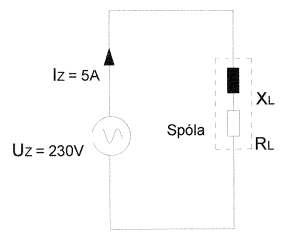 Iz = 5A
XL
Spóla
Uz = 230V
RL